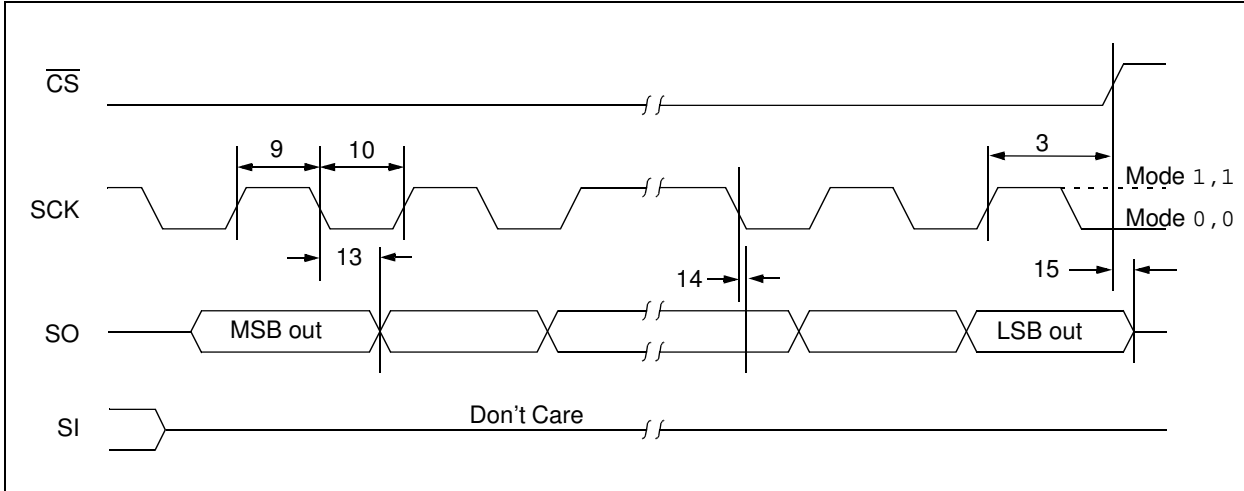 CS
9
10
3
SCK
Mode 1,1
Mode 0,0
13
14
15
SO
MSB out
LSB out
SI
Don't Care